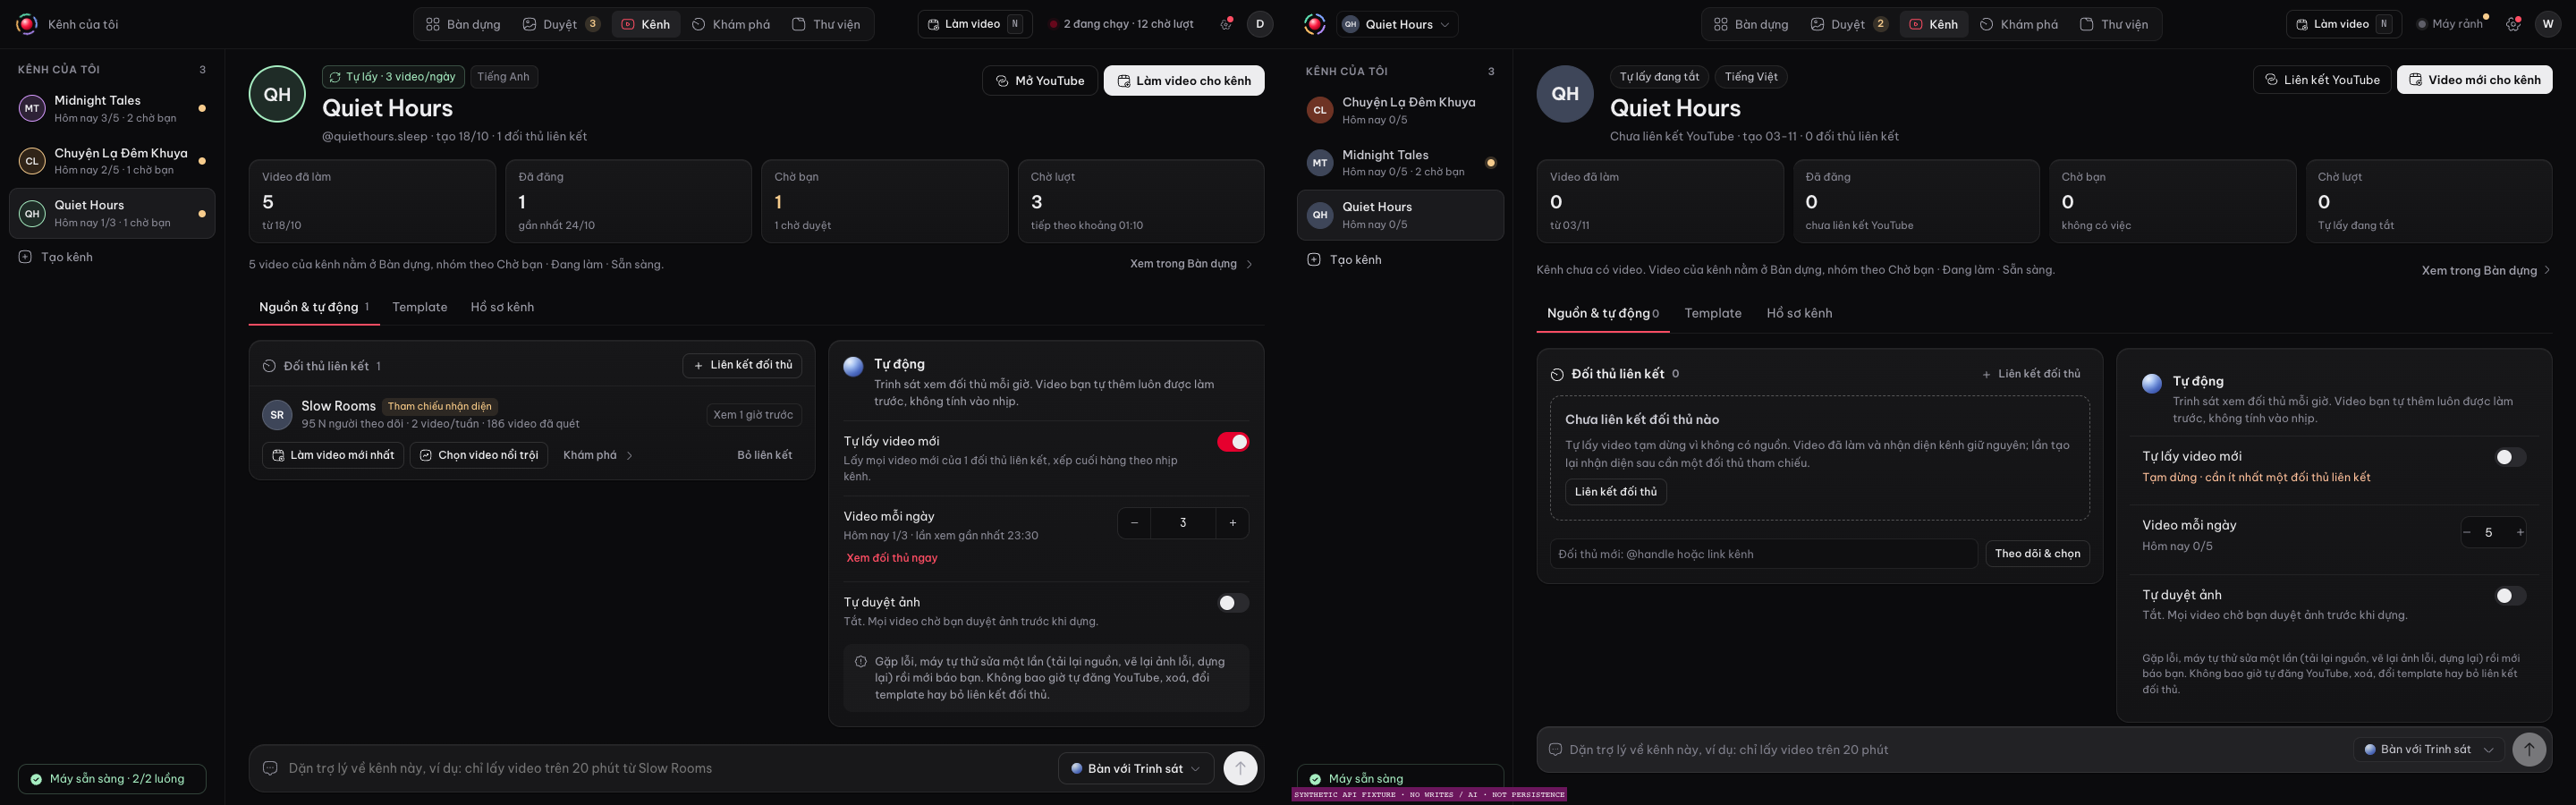 Kênh của tôi
Bàn dựng
Duyệt 3
Kênh
Khám phá
Thư viện
Làm video N
2 đang chạy · 12 chờ lượt
D
KÊNH CỦA TÔI 3
MT
Midnight Tales
Hôm nay 3/5 · 2 chờ bạn
CL
Chuyện Lạ Đêm Khuya
Hôm nay 2/5 · 1 chờ bạn
QH
Quiet Hours
Hôm nay 1/3 · 1 chờ bạn
Tạo kênh
Máy sẵn sàng · 2/2 luồng
QH
Tự lấy · 3 video/ngày
Tiếng Anh
Quiet Hours
@quiethours.sleep · tạo 18/10 · 1 đối thủ liên kết
Mở YouTube
Làm video cho kênh
Video đã làm
5
từ 18/10
Đã đăng
1
gần nhất 24/10
Chờ bạn
1
1 chờ duyệt
Chờ lượt
3
tiếp theo khoảng 01:10
5 video của kênh nằm ở Bàn dựng, nhóm theo Chờ bạn · Đang làm · Sẵn sàng.
Xem trong Bàn dựng
Nguồn & tự động 1
Template
Hồ sơ kênh
Đối thủ liên kết 1
+ Liên kết đối thủ
SR
Slow Rooms
Tham chiếu nhận diện
95 N người theo dõi · 2 video/tuần · 186 video đã quét
Xem 1 giờ trước
Làm video mới nhất
Chọn video nổi trội
Khám phá
Bỏ liên kết
Tự động
Trinh sát xem đối thủ mỗi giờ. Video bạn tự thêm luôn được làm
trước, không tính vào nhịp.
Tự lấy video mới
Lấy mọi video mới của 1 đối thủ liên kết, xếp cuối hàng theo nhịp
kênh.
Video mỗi ngày
Hôm nay 1/3 · lần xem gần nhất 23:30
− 3 +
Xem đối thủ ngay
Tự duyệt ảnh
Tắt. Mọi video chờ bạn duyệt ảnh trước khi dựng.
Gặp lỗi, máy tự thử sửa một lần (tải lại nguồn, vẽ lại ảnh lỗi, dựng
lại) rồi mới báo bạn. Không bao giờ tự đăng YouTube, xoá, đổi
template hay bỏ liên kết đối thủ.
Dặn trợ lý về kênh này, ví dụ: chỉ lấy video trên 20 phút từ Slow Rooms
Bàn với Trinh sát
QH
Quiet Hours
Bàn dựng
Duyệt 2
Kênh
Khám phá
Thư viện
Làm video N
Máy rảnh
W
KÊNH CỦA TÔI 3
CL
Chuyện Lạ Đêm Khuya
Hôm nay 0/5
MT
Midnight Tales
Hôm nay 0/5 · 2 chờ bạn
QH
Quiet Hours
Hôm nay 0/5
Tạo kênh
Máy sẵn sàng
SYNTHETIC API FIXTURE · NO WRITES / AI · NOT PERSISTENCE
QH
Tự lấy đang tắt
Tiếng Việt
Quiet Hours
Chưa liên kết YouTube · tạo 03-11 · 0 đối thủ liên kết
Liên kết YouTube
Video mới cho kênh
Video đã làm
0
từ 03/11
Đã đăng
0
chưa liên kết YouTube
Chờ bạn
0
không có việc
Chờ lượt
0
Tự lấy đang tắt
Kênh chưa có video. Video của kênh nằm ở Bàn dựng, nhóm theo Chờ bạn · Đang làm · Sẵn sàng.
Xem trong Bàn dựng
Nguồn & tự động 0
Template
Hồ sơ kênh
Đối thủ liên kết 0
+ Liên kết đối thủ
Chưa liên kết đối thủ nào
Tự lấy video tạm dừng vì không có nguồn. Video đã làm và nhận diện kênh giữ nguyên; lần tạo
lại nhận diện sau cần một đối thủ tham chiếu.
Liên kết đối thủ
Đối thủ mới: @handle hoặc link kênh
Theo dõi & chọn
Tự động
Trinh sát xem đối thủ mỗi giờ. Video bạn tự thêm luôn được làm
trước, không tính vào nhịp.
Tự lấy video mới
Tạm dừng · cần ít nhất một đối thủ liên kết
Video mỗi ngày
Hôm nay 0/5
− 5 +
Tự duyệt ảnh
Tắt. Mọi video chờ bạn duyệt ảnh trước khi dựng.
Gặp lỗi, máy tự thử sửa một lần (tải lại nguồn, vẽ lại ảnh lỗi, dựng lại) rồi mới
báo bạn. Không bao giờ tự đăng YouTube, xoá, đổi template hay bỏ liên kết
đối thủ.
Dặn trợ lý về kênh này, ví dụ: chỉ lấy video trên 20 phút
Bàn với Trinh sát